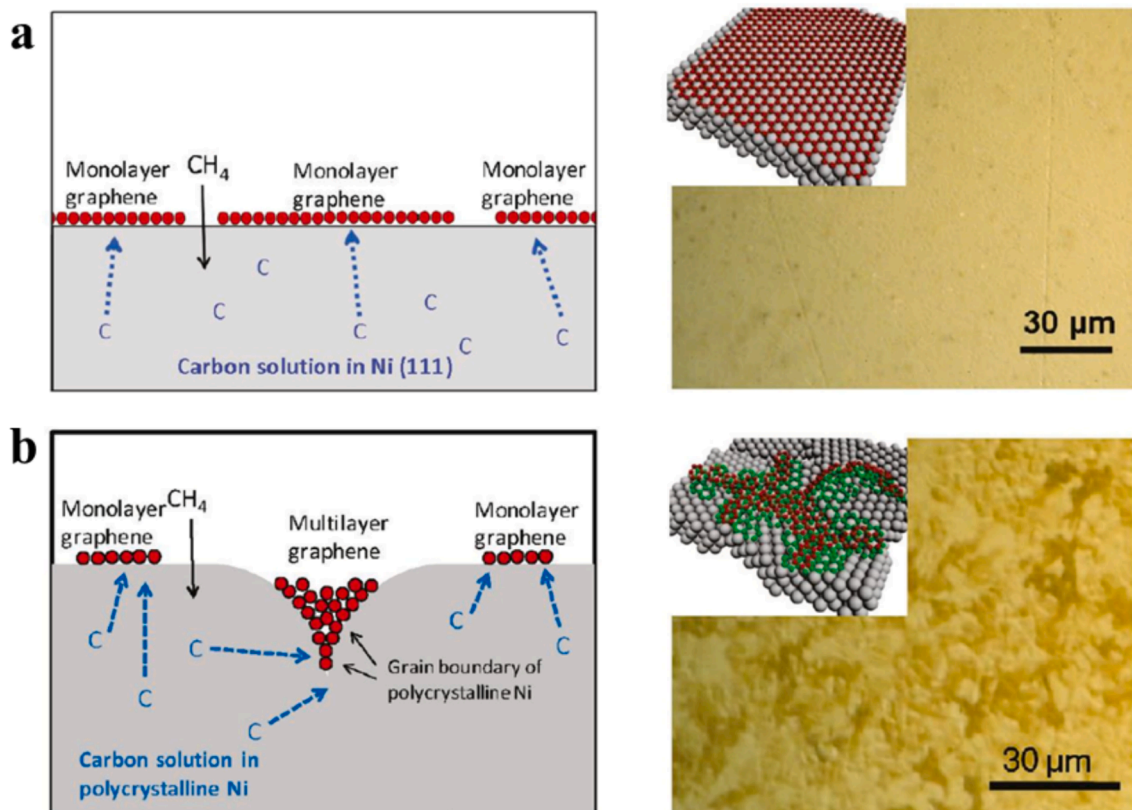 a
Monolayer
graphene
CH4
Monolayer
graphene
Monolayer
graphene
C
C
C
C
C
C
C
Carbon solution in Ni (111)
30 µm
b
Monolayer
graphene
CH4
Multilayer
graphene
Monolayer
graphene
C
C
C
C
C
Grain boundary of
polycrystalline Ni
C
Carbon solution in
polycrystalline Ni
30 µm